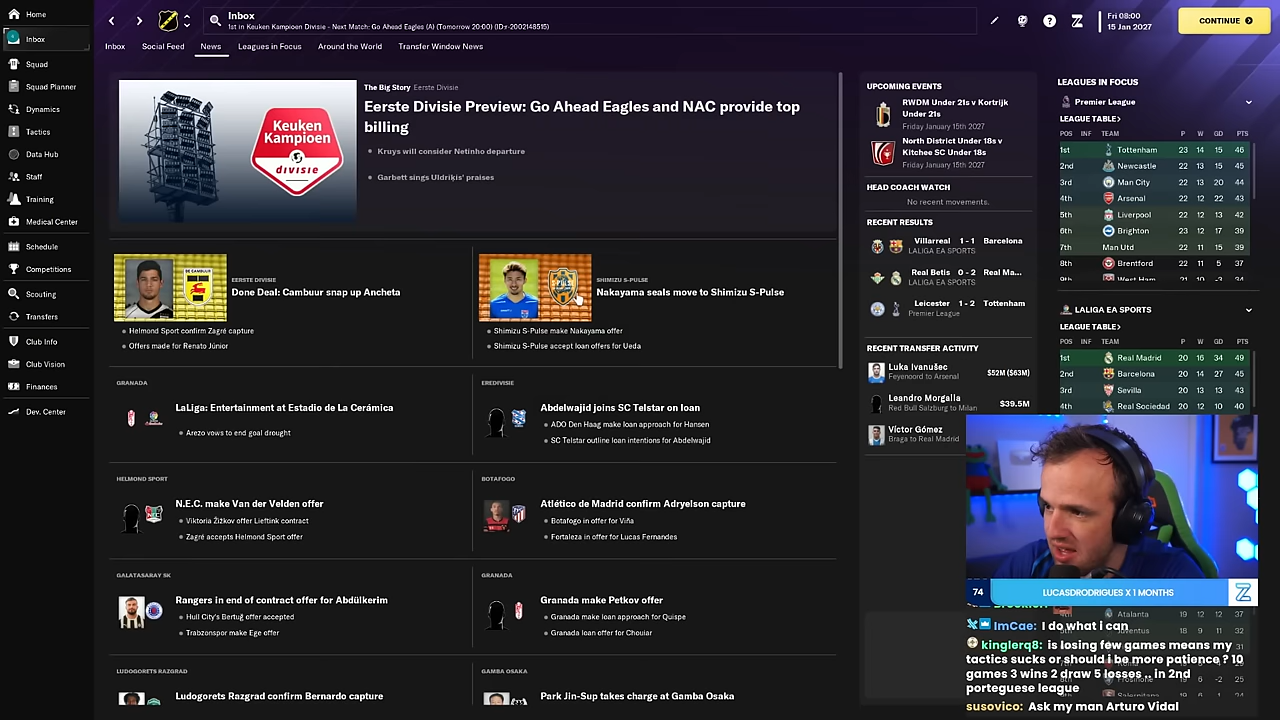 Home
Inbox
Squad
Squad Planner
Dynamics
Tactics
Data Hub
Staff
Training
Medical Center
Schedule
Competitions
Scouting
Transfers
Club Info
Club Vision
Finances
Dev. Center
Inbox
1st in Keuken Kampioen Divisie - Next Match: Go Ahead Eagles (A) (Tomorrow 20:00) (ID:r-2002148515)
Fri 08:00
15 Jan 2027
CONTINUE
Inbox
Social Feed
News
Leagues in Focus
Around the World
Transfer Window News
Keuken
Kampioen
divisie
The Big Story Eerste Divisie
Eerste Divisie Preview: Go Ahead Eagles and NAC provide top
billing
Kruys will consider Netinho departure
Garbett sings Uldriķis' praises
EERSTE DIVISIE
Done Deal: Cambuur snap up Ancheta
Helmond Sport confirm Zagré capture
Offers made for Renato Júnior
SHIMIZU S-PULSE
Nakayama seals move to Shimizu S-Pulse
Shimizu S-Pulse make Nakayama offer
Shimizu S-Pulse accept loan offers for Ueda
GRANADA
LaLiga: Entertainment at Estadio de La Cerámica
Arezo vows to end goal drought
EREDIVISIE
Abdelwajid joins SC Telstar on loan
ADO Den Haag make loan approach for Hansen
SC Telstar outline loan intentions for Abdelwajid
HELMOND SPORT
N.E.C. make Van der Velden offer
Viktoria Žižkov offer Lieftink contract
Zagré accepts Helmond Sport offer
BOTAFOGO
Atlético de Madrid confirm Adryelson capture
Botafogo in offer for Viña
Fortaleza in offer for Lucas Fernandes
GALATASARAY SK
Rangers in end of contract offer for Abdülkerim
Hull City's Bertuğ offer accepted
Trabzonspor make Ege offer
GRANADA
Granada make Petkov offer
Granada make loan approach for Quispe
Granada loan offer for Chouiar
LUDOGORETS RAZGRAD
Ludogorets Razgrad confirm Bernardo capture
GAMBA OSAKA
Park Jin-Sup takes charge at Gamba Osaka
UPCOMING EVENTS
RWDM Under 21s v Kortrijk
Under 21s
Friday January 15th 2027
North District Under 18s v
Kitchee SC Under 18s
Friday January 15th 2027
HEAD COACH WATCH
No recent movements.
RECENT RESULTS
Villarreal 1 - 1 Barcelona
LALIGA EA SPORTS
Real Betis 0 - 2 Real Ma...
LALIGA EA SPORTS
Leicester 1 - 2 Tottenham
Premier League
RECENT TRANSFER ACTIVITY
Luka Ivanušec
Feyenoord to Arsenal
$52M ($63M)
Leandro Morgalla
Red Bull Salzburg to Milan
$39.5M
Víctor Gómez
Braga to Real Madrid
LEAGUES IN FOCUS
Premier League
LEAGUE TABLE>
POS INF TEAM P W GD PTS
1st Tottenham 23 14 15 46
2nd Newcastle 22 13 15 45
3rd Man City 22 13 20 44
4th Arsenal 22 12 22 43
5th Liverpool 22 12 13 42
6th Brighton 23 12 17 39
7th Man Utd 22 11 15 39
8th Brentford 22 11 5 37
9th West Ham 21 10 -3 34
LALIGA EA SPORTS
LEAGUE TABLE>
POS INF TEAM P W GD PTS
1st Real Madrid 20 16 34 49
2nd Barcelona 20 14 27 45
3rd Sevilla 20 13 13 43
4th Real Sociedad 20 12 10 40
74
LUCASDRODRIGUES X 1 MONTHS
Z
Atalanta 19 12 12 37
ImCae: I do what i can
kinglerq8: is losing few games means my
tactics sucks or should i be more patience ? 10
games 3 wins 2 draw 5 losses .. in 2nd
porteguese league
susovico: Ask my man Arturo Vidal